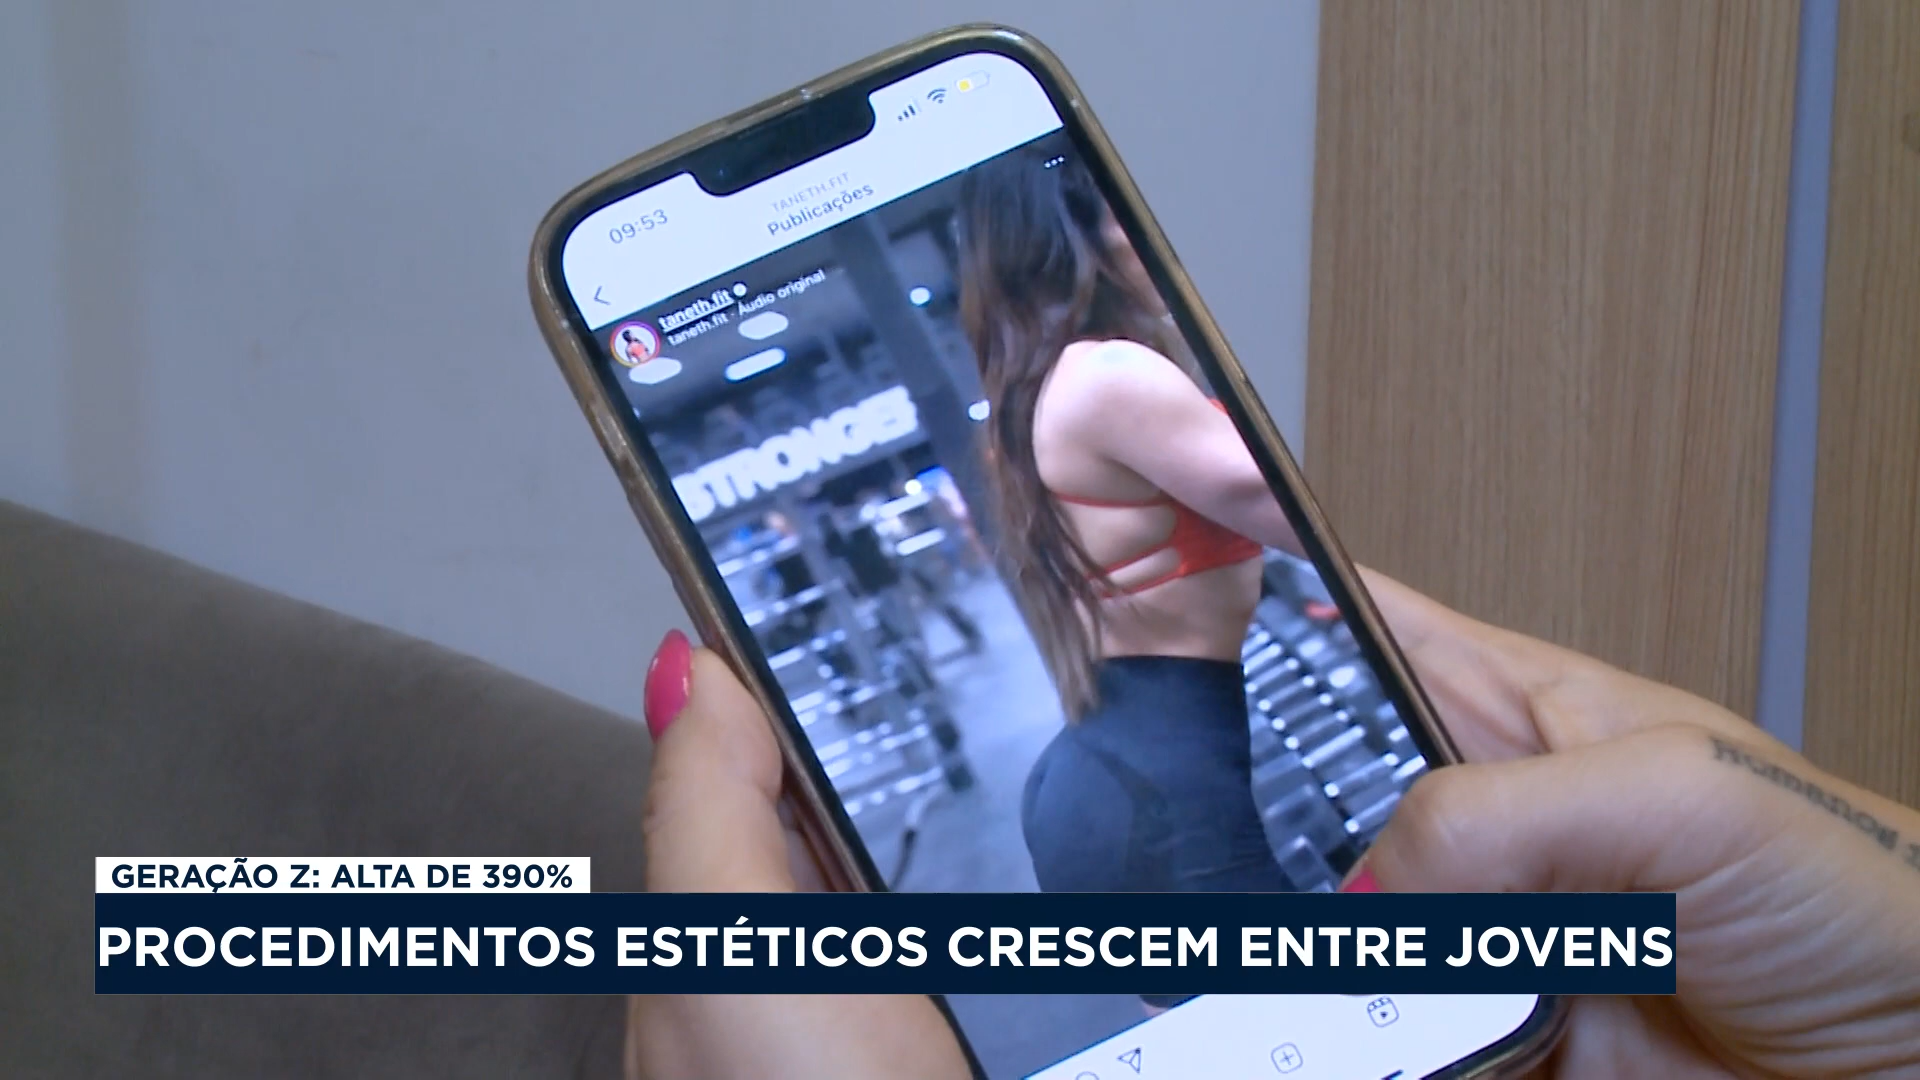 09:53
TANETH.FIT
Publicações
taneth.fit
taneth.fit · Áudio original
STRONGER
GERAÇÃO Z: ALTA DE 390%
PROCEDIMENTOS ESTÉTICOS CRESCEM ENTRE JOVENS